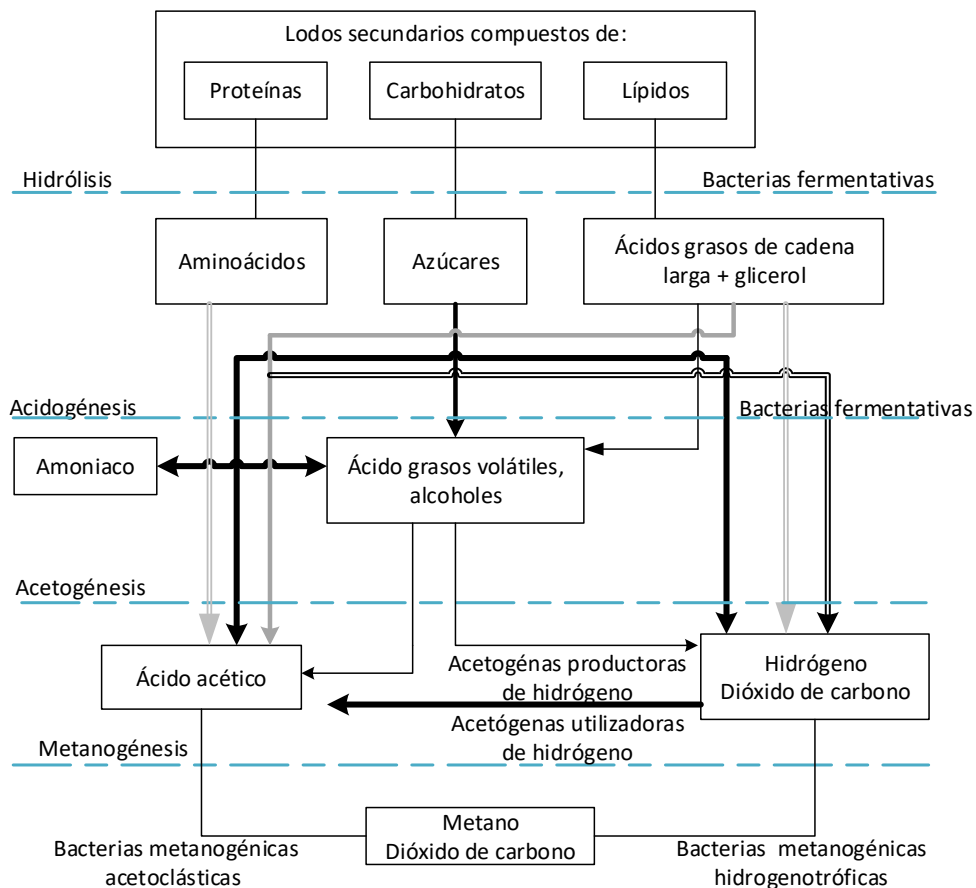 Lodos secundarios compuestos de:
Proteínas
Carbohidratos
Lípidos
Hidrólisis
Bacterias fermentativas
Aminoácidos
Azúcares
Ácidos grasos de cadena
larga + glicerol
Acidogénesis
Bacterias fermentativas
Amoniaco
Ácido grasos volátiles,
alcoholes
Acetogénesis
Ácido acético
Acetogénas productoras
de hidrógeno
Hidrógeno
Dióxido de carbono
Acetógenas utilizadoras
de hidrógeno
Metanogénesis
Metano
Dióxido de carbono
Bacterias metanogénicas
acetoclásticas
Bacterias metanogénicas
hidrogenotróficas